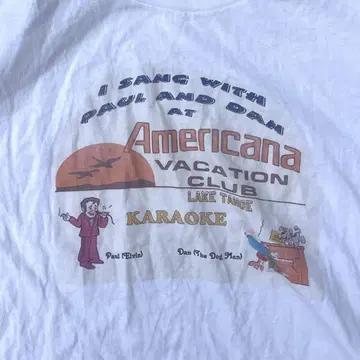 I SANG WITH
PAUL AND DAN
AT
Americana
VACATION
CLUB
LAKE TAHOE
KARAOKE
Paul (Elvis)
Dan (The Dog Man)